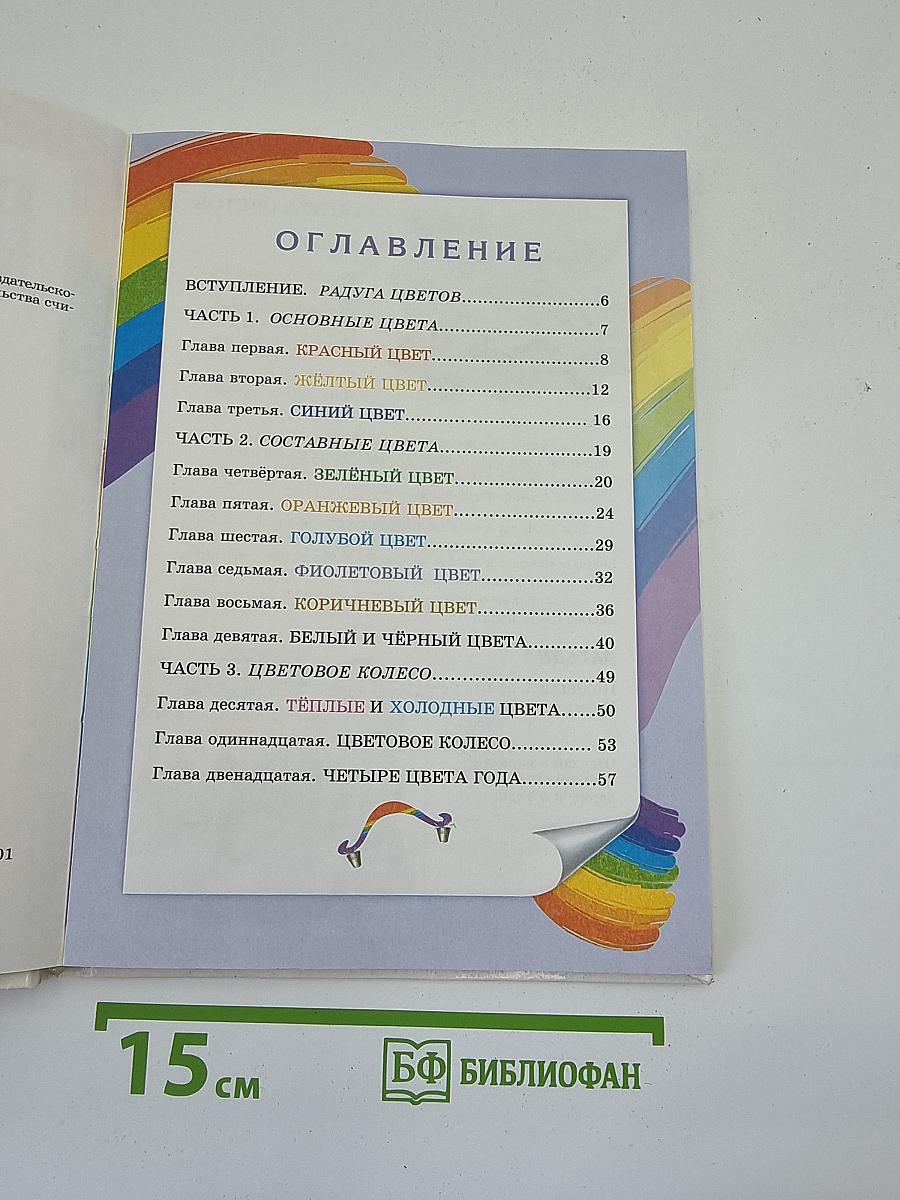 здательско-
льства счи-
01
ОГЛАВЛЕНИЕ
ВСТУПЛЕНИЕ. РАДУГА ЦВЕТОВ........................6
ЧАСТЬ 1. ОСНОВНЫЕ ЦВЕТА...........................7
Глава первая. КРАСНЫЙ ЦВЕТ...........................8
Глава вторая. ЖЁЛТЫЙ ЦВЕТ...........................12
Глава третья. СИНИЙ ЦВЕТ.............................. 16
ЧАСТЬ 2. СОСТАВНЫЕ ЦВЕТА..........................19
Глава четвёртая. ЗЕЛЁНЫЙ ЦВЕТ.......................20
Глава пятая. ОРАНЖЕВЫЙ ЦВЕТ.......................24
Глава шестая. ГОЛУБОЙ ЦВЕТ...........................29
Глава седьмая. ФИОЛЕТОВЫЙ ЦВЕТ..................32
Глава восьмая. КОРИЧНЕВЫЙ ЦВЕТ...................36
Глава девятая. БЕЛЫЙ И ЧЁРНЫЙ ЦВЕТА...........40
ЧАСТЬ 3. ЦВЕТОВОЕ КОЛЕСО...........................49
Глава десятая. ТЁПЛЫЕ И ХОЛОДНЫЕ ЦВЕТА......50
Глава одиннадцатая. ЦВЕТОВОЕ КОЛЕСО............. 53
Глава двенадцатая. ЧЕТЫРЕ ЦВЕТА ГОДА.............57
15 см
БФ БИБЛИОФАН